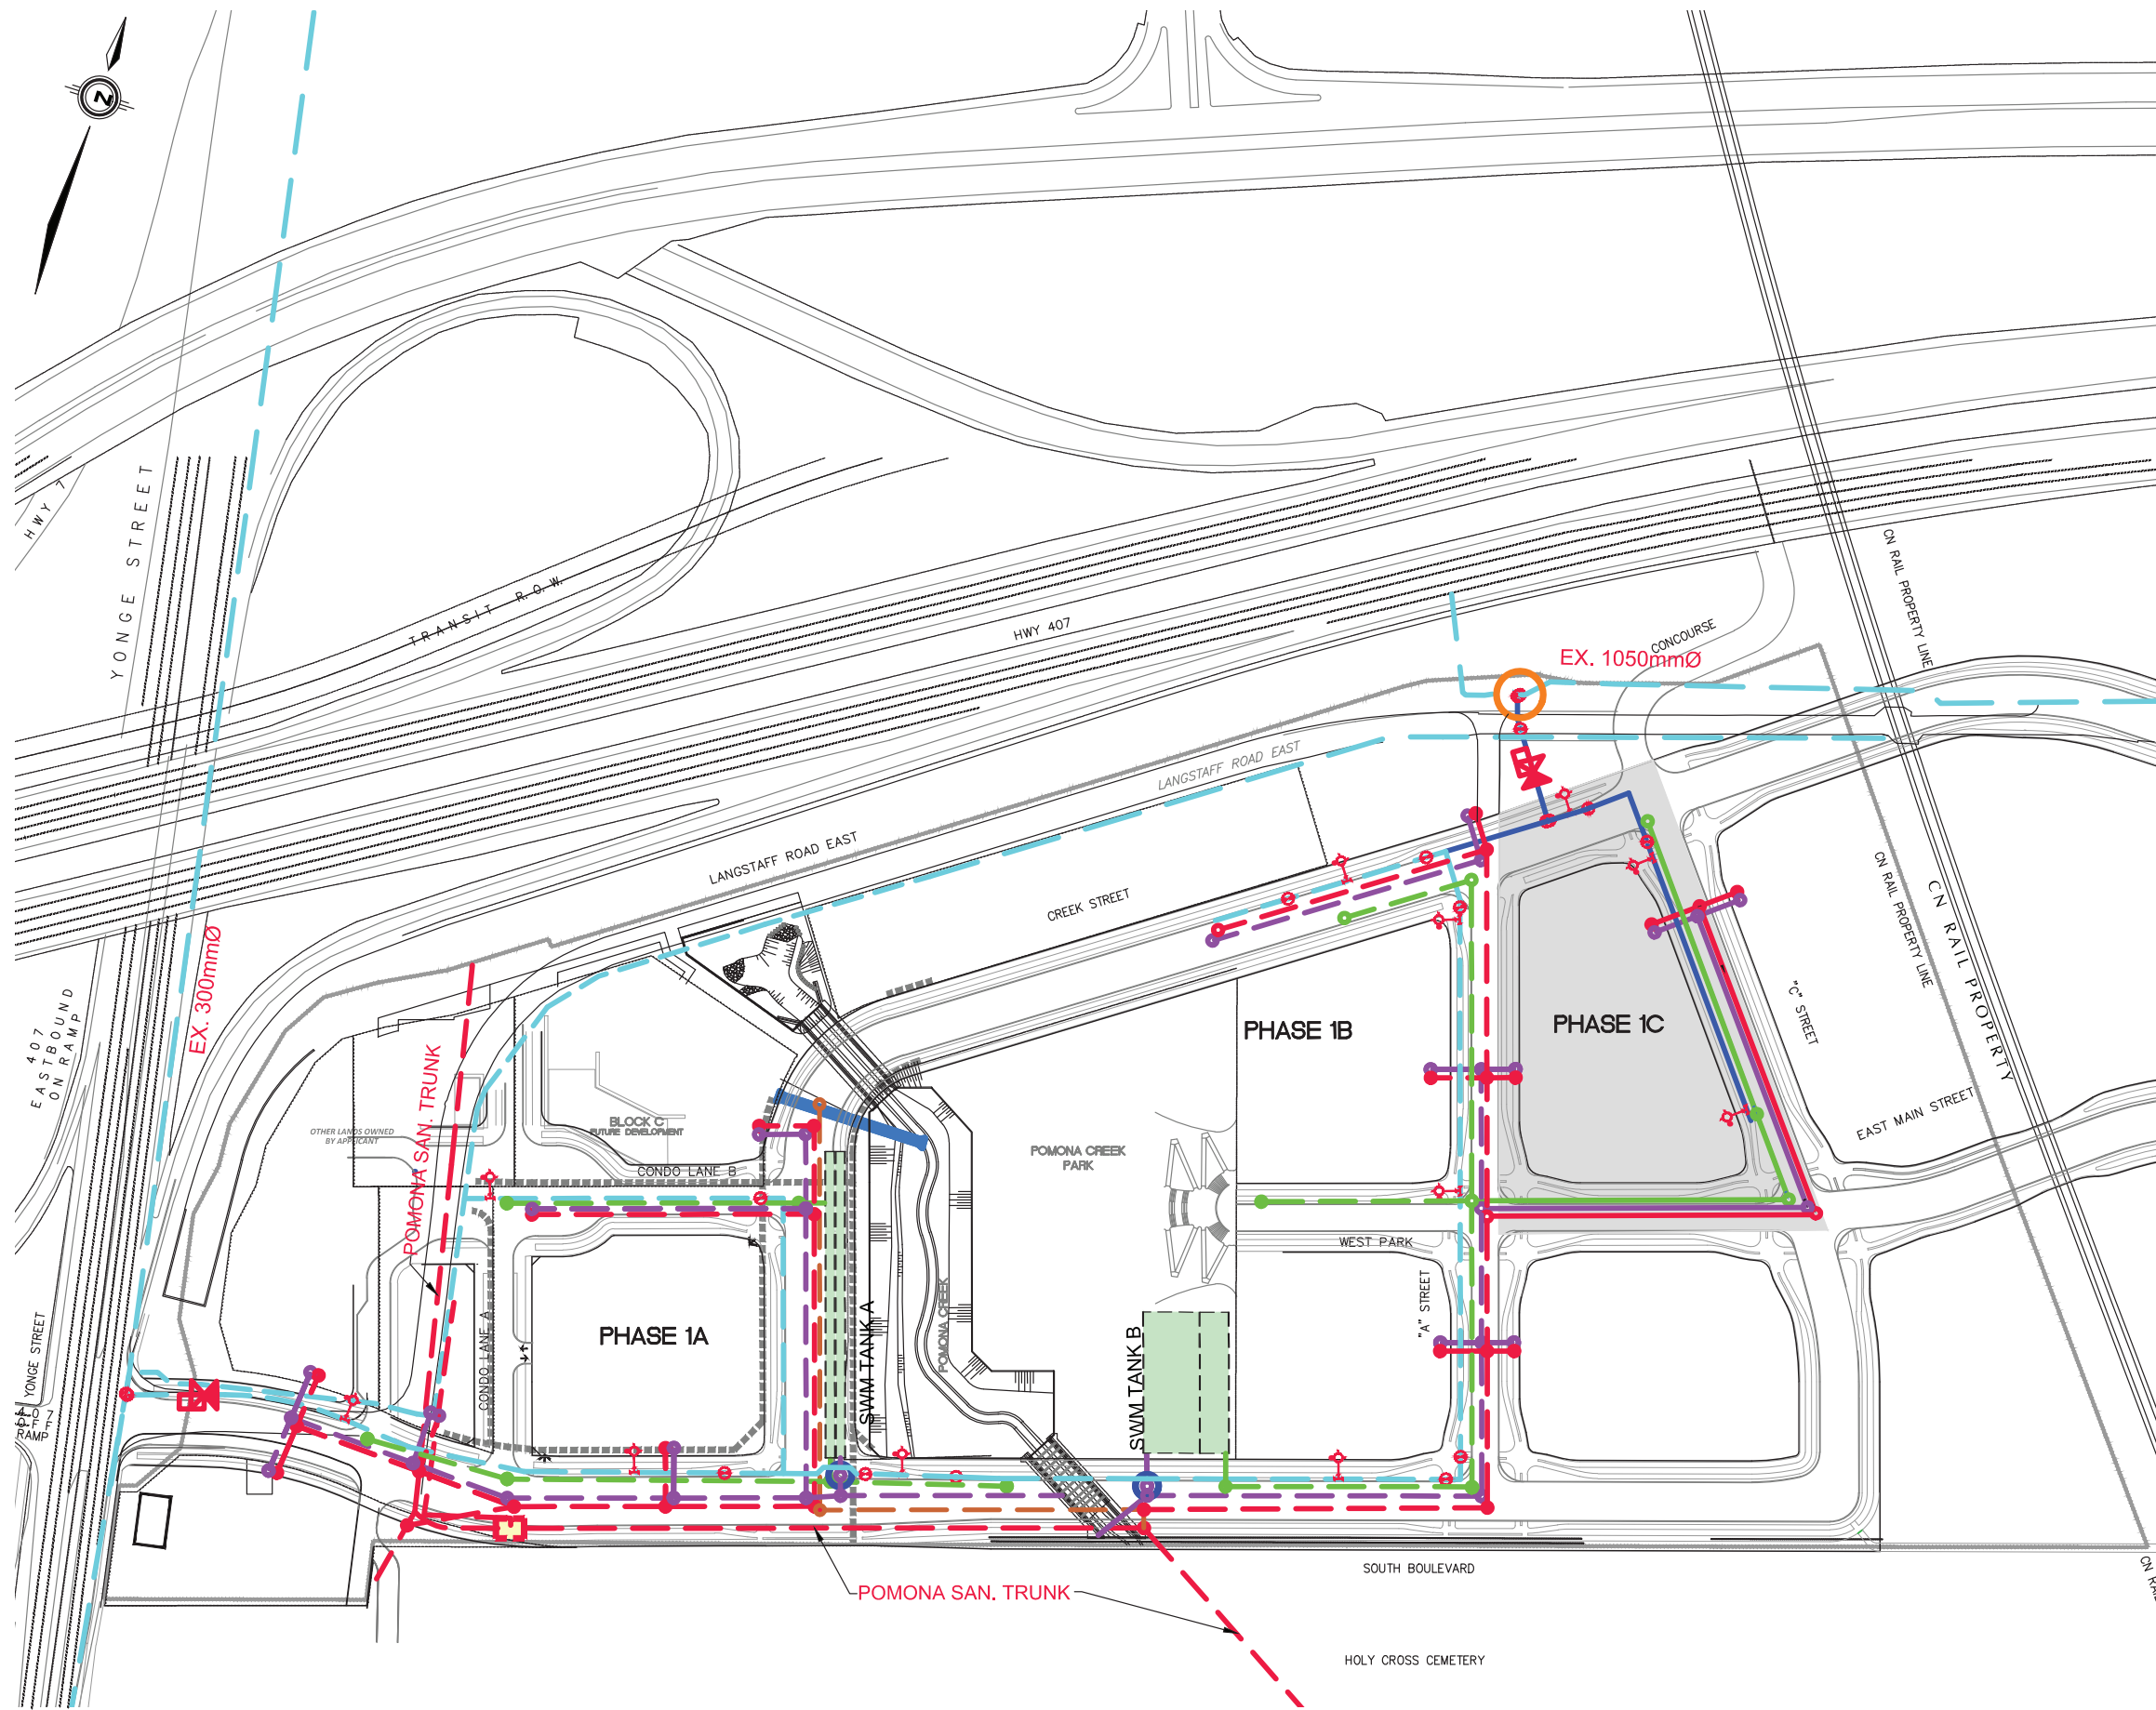 N
HWY 7
YONGE STREET
TRANSIT R.O.W.
HWY 407
CN RAIL PROPERTY LINE
CONCOURSE
EX. 1050mmØ
LANGSTAFF ROAD EAST
LANGSTAFF ROAD EAST
CREEK STREET
CN RAIL PROPERTY LINE
CN RAIL PROPERTY
EX. 300mmØ
407
EASTBOUND
ON RAMP
POMONA SAN. TRUNK
PHASE 1B
PHASE 1C
"C" STREET
EAST MAIN STREET
OTHER LANDS OWNED
BY APPLICANT
BLOCK C
FUTURE DEVELOPMENT
CONDO LANE B
POMONA CREEK
PARK
WEST PARK
PHASE 1A
CONDO LANE A
SWM TANK A
POMONA CREEK
SWM TANK B
"A" STREET
YONGE STREET
407
OFF
RAMP
SOUTH BOULEVARD
POMONA SAN. TRUNK
HOLY CROSS CEMETERY